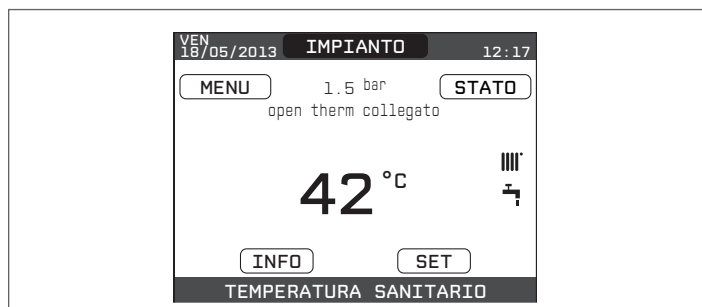 VEN
18/05/2013 IMPIANTO 12:17
MENU 1.5 bar STATO
open therm collegato
42 °C
INFO SET
TEMPERATURA SANITARIO